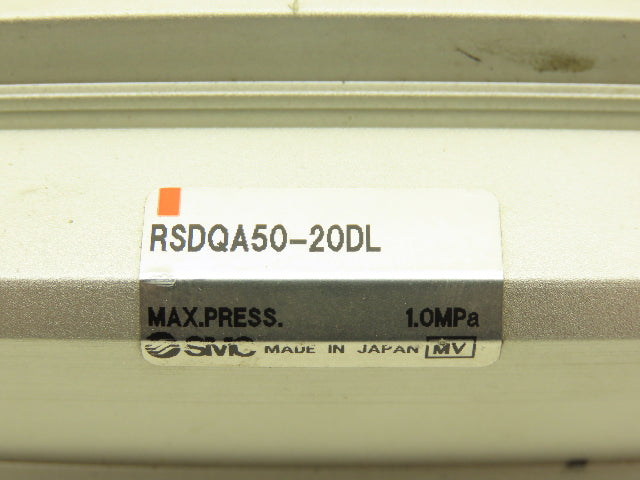 RSDQA50-20DL
MAX.PRESS. 1.0MPa
SMC MADE IN JAPAN MV